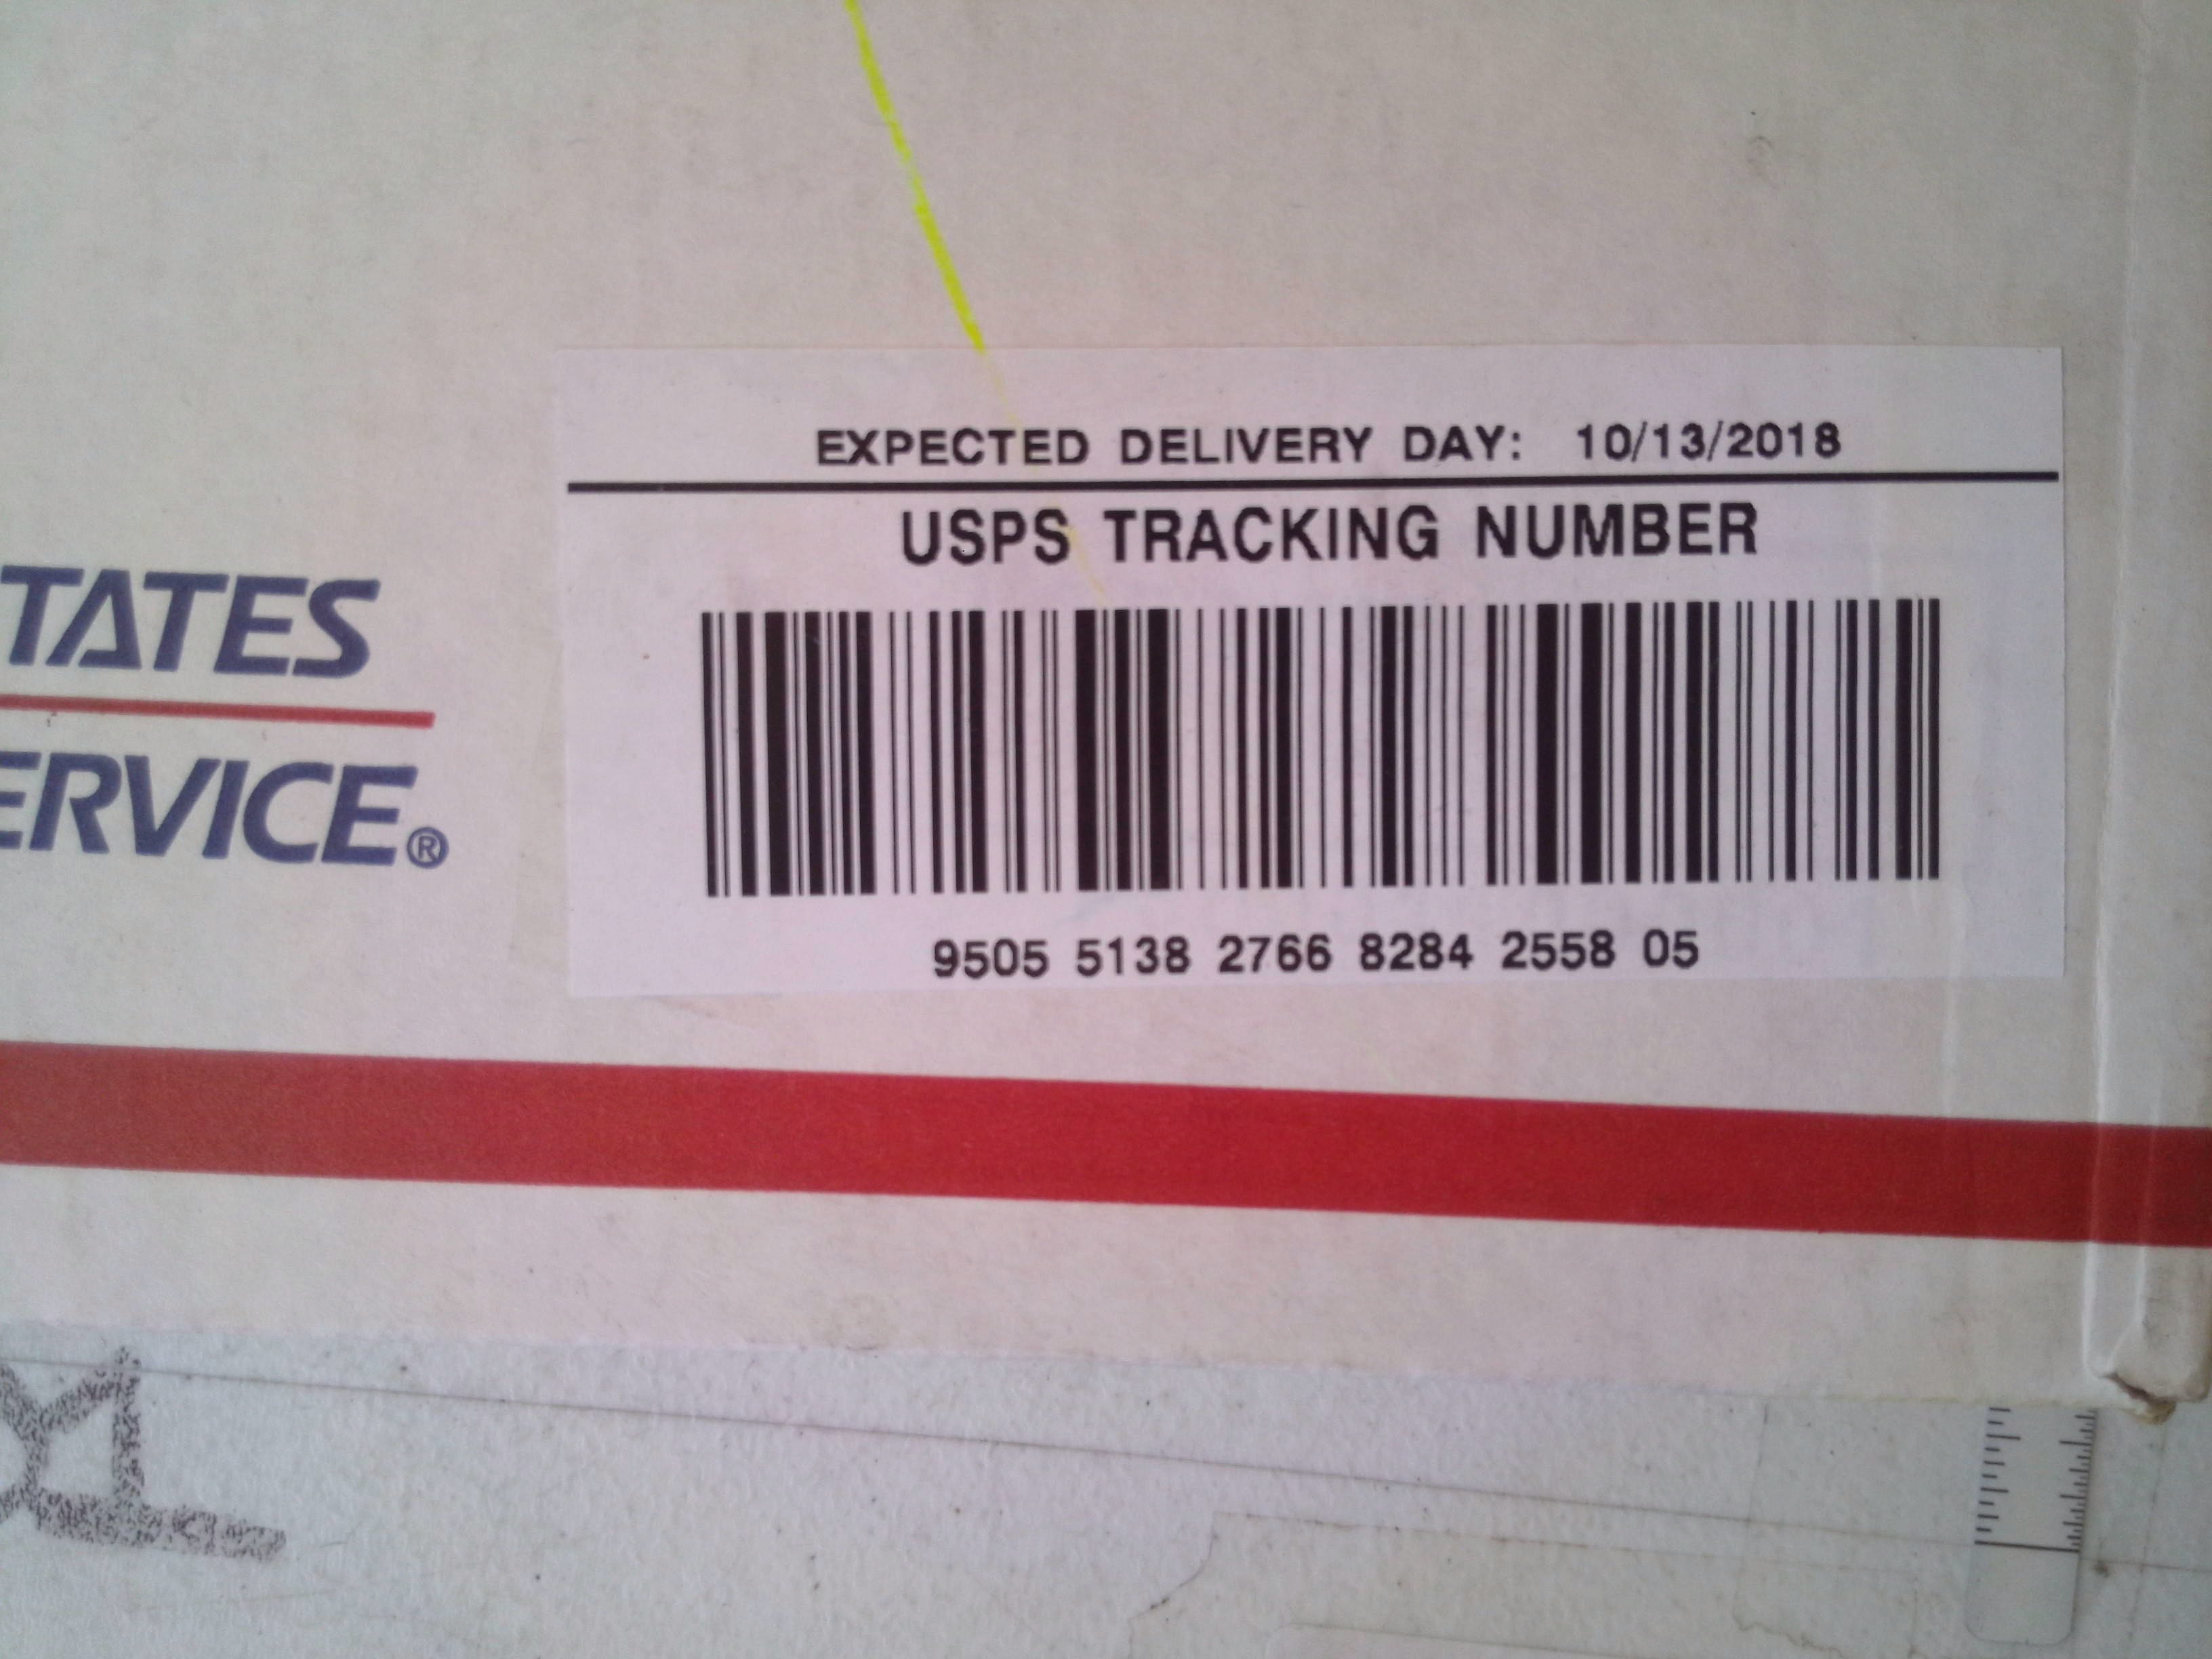 EXPECTED DELIVERY DAY: 10/13/2018
USPS TRACKING NUMBER
9505 5138 2766 8284 2558 05
TATES
ERVICE®